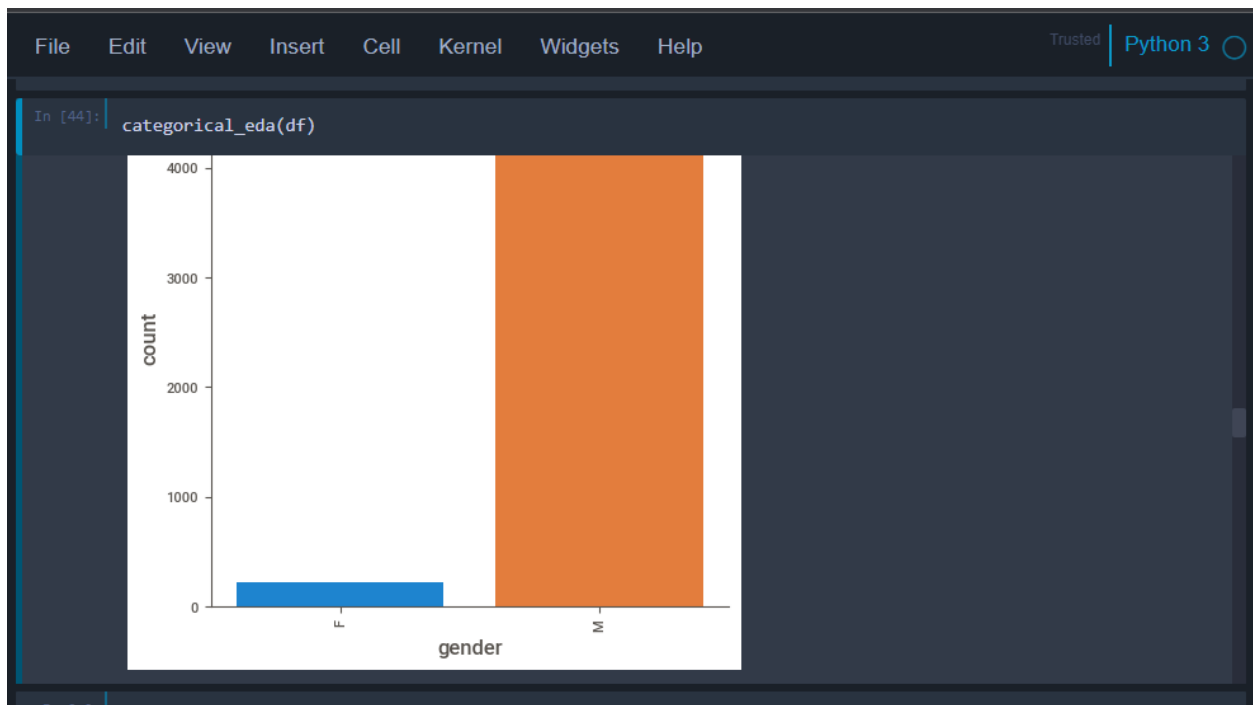 File Edit View Insert Cell Kernel Widgets Help Trusted Python 3
In [44]: categorical_eda(df)
4000
3000
count
2000
1000
0
F M
gender